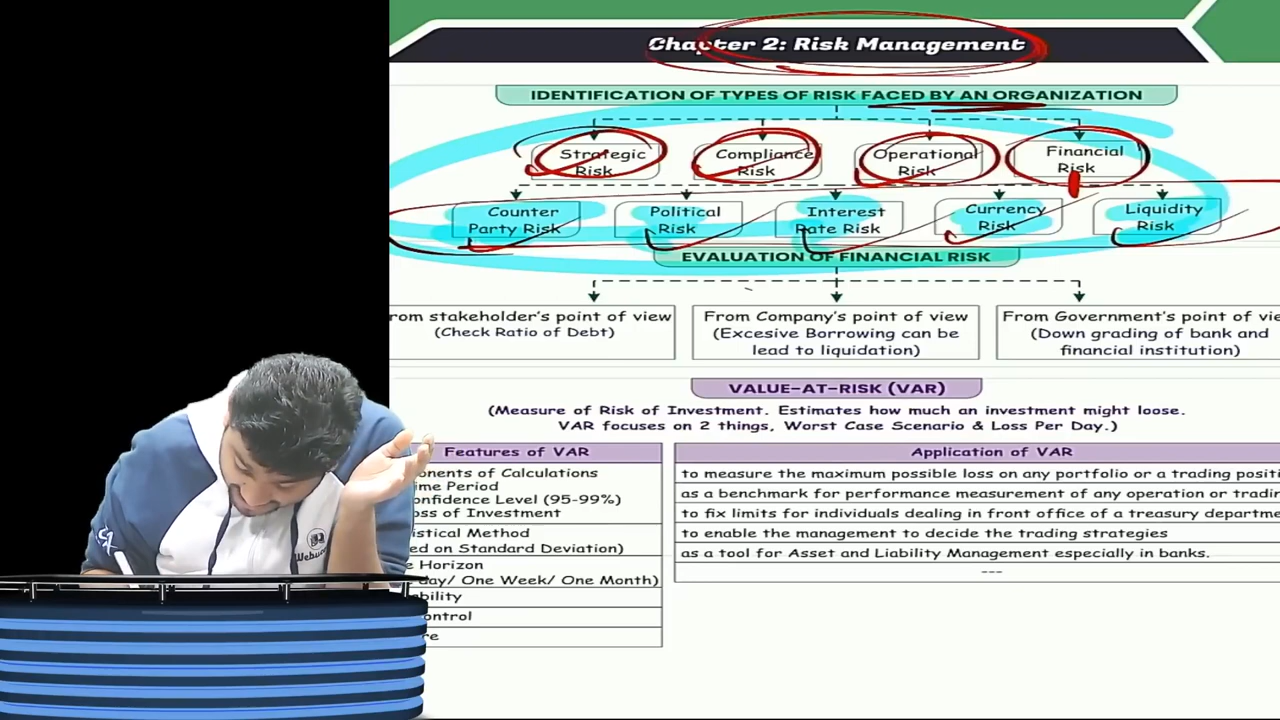 Chapter 2: Risk Management
IDENTIFICATION OF TYPES OF RISK FACED BY AN ORGANIZATION
Strategic
Risk
Compliance
Risk
Operational
Risk
Financial
Risk
Counter
Party Risk
Political
Risk
Interest
Rate Risk
Currency
Risk
Liquidity
Risk
EVALUATION OF FINANCIAL RISK
rom stakeholder's point of view
(Check Ratio of Debt)
From Company's point of view
(Excesive Borrowing can be
lead to liquidation)
From Government's point of vie
(Down grading of bank and
financial institution)
VALUE-AT-RISK (VAR)
(Measure of Risk of Investment. Estimates how much an investment might loose.
VAR focuses on 2 things, Worst Case Scenario & Loss Per Day.)
Features of VAR
onents of Calculations
ime Period
onfidence Level (95-99%)
oss of Investment
istical Method
ed on Standard Deviation)
e Horizon
day/ One Week/ One Month)
bility
ontrol
re
Application of VAR
to measure the maximum possible loss on any portfolio or a trading positi
as a benchmark for performance measurement of any operation or tradin
to fix limits for individuals dealing in front office of a treasury departme
to enable the management to decide the trading strategies
as a tool for Asset and Liability Management especially in banks.
---